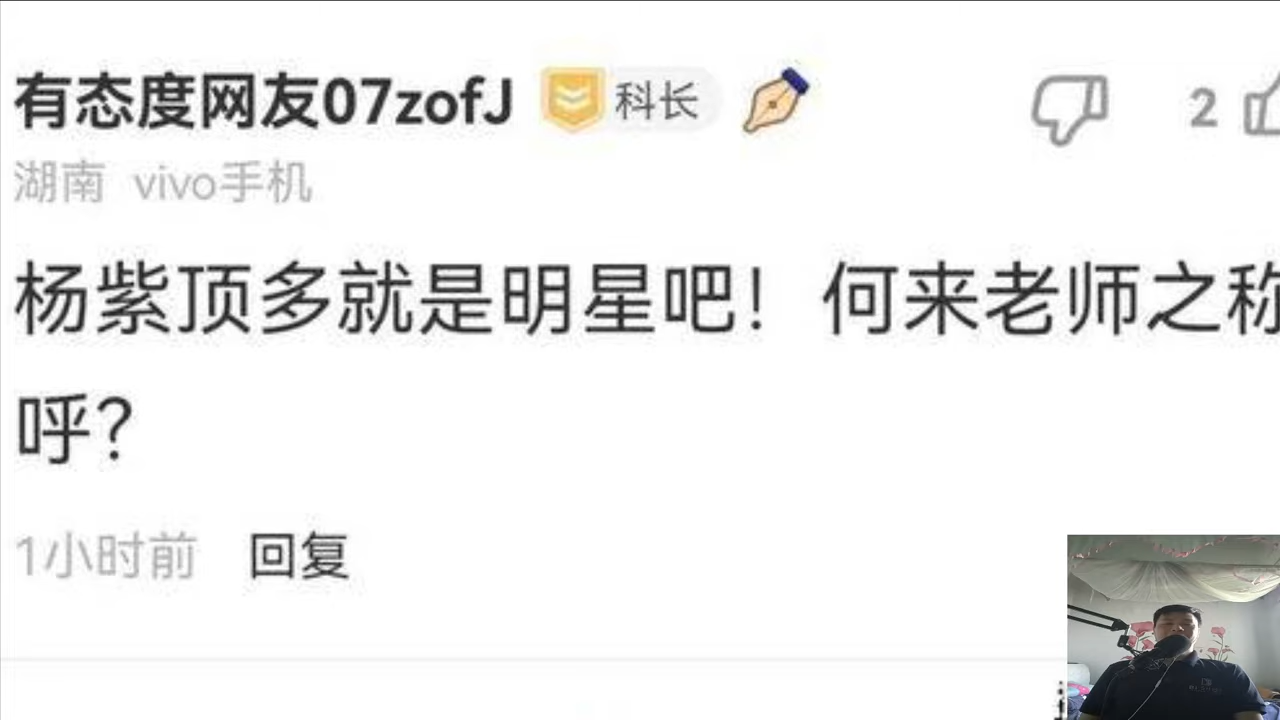 有态度网友07zofJ 科长 2
湖南 vivo手机
杨紫顶多就是明星吧！何来老师之称
呼？
1小时前 回复